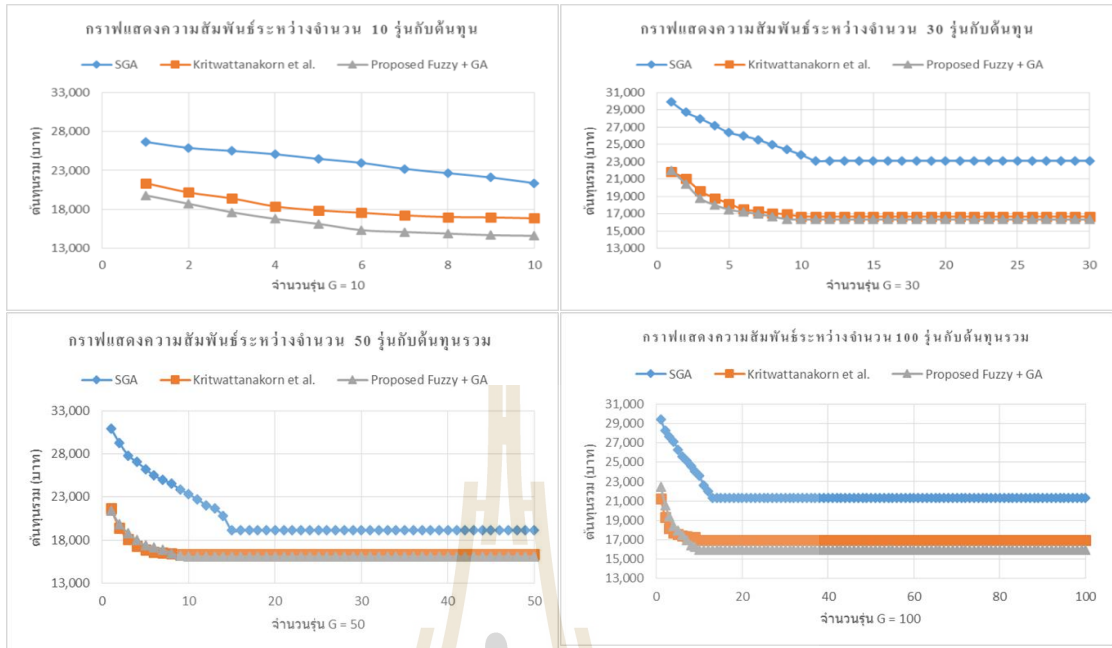 กราฟแสดงความสัมพันธ์ระหว่างจำนวน 10 รุ่นกับต้นทุน
SGA Kritwattanakorn et al. Proposed Fuzzy + GA
ต้นทุนรวม (บาท)
33,000
28,000
23,000
18,000
13,000
0 2 4 6 8 10
จำนวนรุ่น G = 10
กราฟแสดงความสัมพันธ์ระหว่างจำนวน 30 รุ่นกับต้นทุน
SGA Kritwattanakorn et al. Proposed Fuzzy + GA
ต้นทุนรวม (บาท)
31,000
29,000
27,000
25,000
23,000
21,000
19,000
17,000
15,000
13,000
0 5 10 15 20 25 30
จำนวนรุ่น G = 30
กราฟแสดงความสัมพันธ์ระหว่างจำนวน 50 รุ่นกับต้นทุนรวม
SGA Kritwattanakorn et al. Proposed Fuzzy + GA
ต้นทุนรวม (บาท)
33,000
28,000
23,000
18,000
13,000
0 10 20 30 40 50
จำนวนรุ่น G = 50
กราฟแสดงความสัมพันธ์ระหว่างจำนวน 100 รุ่นกับต้นทุนรวม
SGA Kritwattanakorn et al. Proposed Fuzzy + GA
ต้นทุนรวม (บาท)
31,000
29,000
27,000
25,000
23,000
21,000
19,000
17,000
15,000
13,000
0 20 40 60 80 100
จำนวนรุ่น G = 100